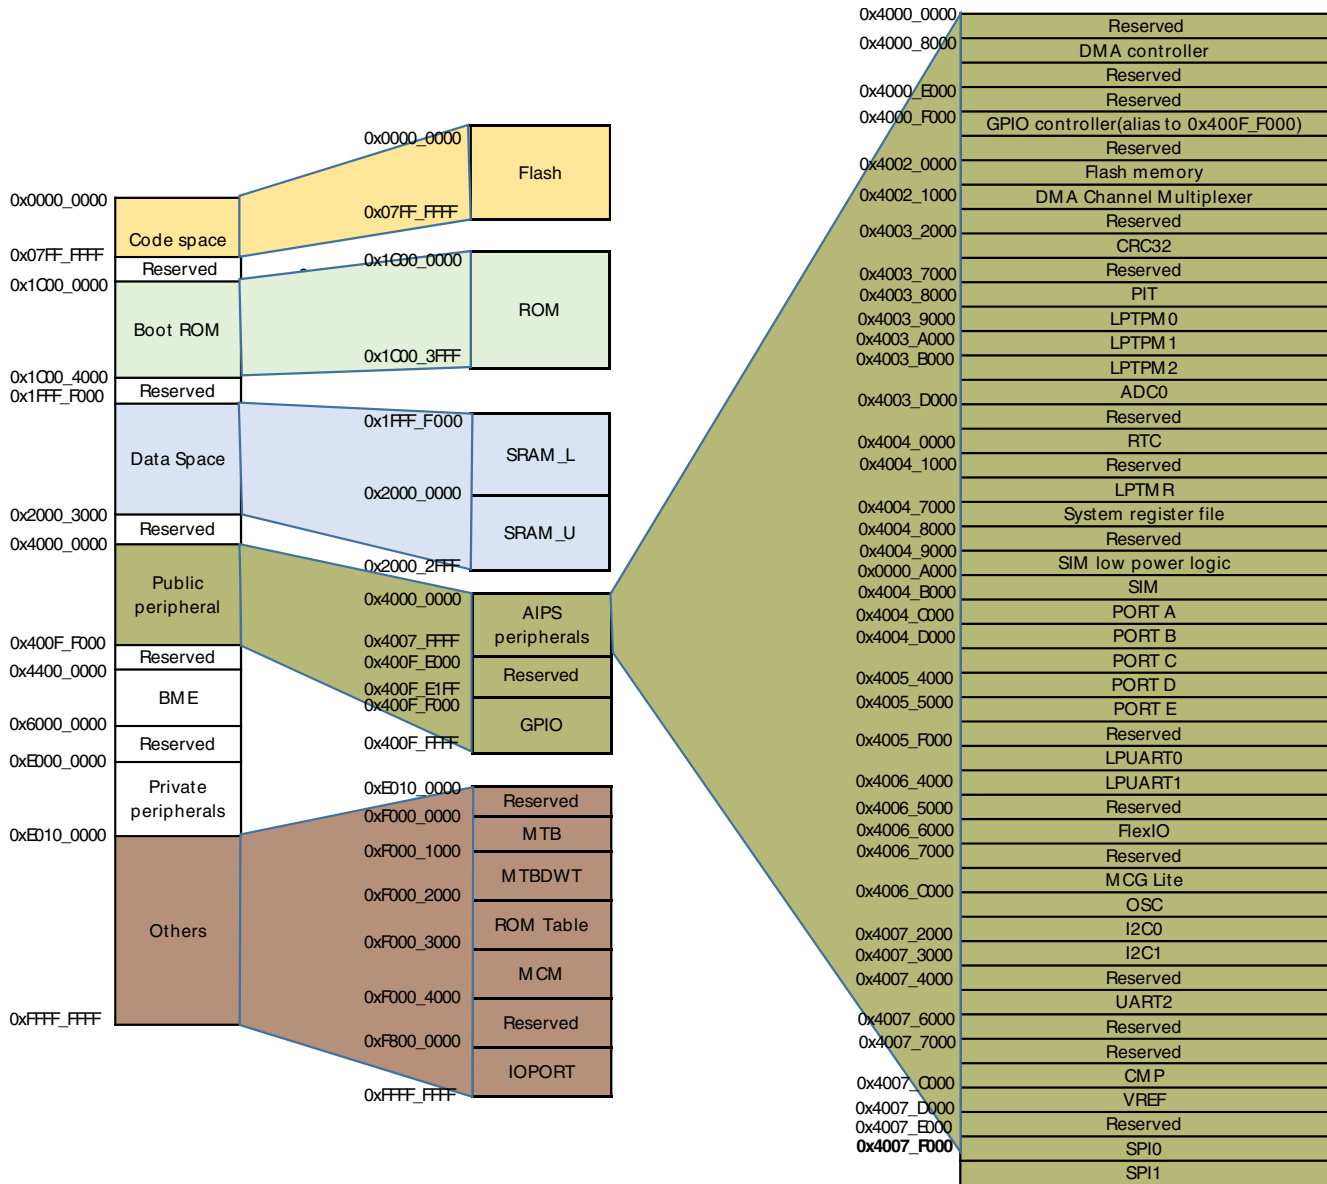 0x0000_0000
Code space
0x07FF_FFFF
Reserved
0x1C00_0000
Boot ROM
0x1C00_4000
0x1FFF_F000
Reserved
Data Space
0x2000_3000
Reserved
0x4000_0000
Public
peripheral
0x400F_F000
Reserved
0x4400_0000
BME
0x6000_0000
Reserved
0xE000_0000
Private
peripherals
0xE010_0000
Others
0xFFFF_FFFF
0x0000_0000
Flash
0x07FF_FFFF
0x1C00_0000
ROM
0x1C00_3FFF
0x1FFF_F000
SRAM_L
0x2000_0000
SRAM_U
0x2000_2FFF
0x4000_0000
AIPS
peripherals
0x4007_FFFF
0x400F_E000
Reserved
0x400F_E1FF
0x400F_F000
GPIO
0x400F_FFFF
0xE010_0000
Reserved
0xF000_0000
MTB
0xF000_1000
MTBDWT
0xF000_2000
ROM Table
0xF000_3000
MCM
0xF000_4000
Reserved
0xF800_0000
IOPORT
0xFFFF_FFFF
0x4000_0000
Reserved
0x4000_8000
DMA controller
Reserved
0x4000_E000
Reserved
0x4000_F000
GPIO controller(alias to 0x400F_F000)
Reserved
0x4002_0000
Flash memory
0x4002_1000
DMA Channel Multiplexer
Reserved
0x4003_2000
CRC32
0x4003_7000
Reserved
0x4003_8000
PIT
0x4003_9000
LPTPM0
0x4003_A000
LPTPM1
0x4003_B000
LPTPM2
0x4003_D000
ADC0
Reserved
0x4004_0000
RTC
0x4004_1000
Reserved
LPTMR
0x4004_7000
System register file
0x4004_8000
Reserved
0x4004_9000
SIM low power logic
0x0000_A000
SIM
0x4004_B000
PORT A
0x4004_C000
PORT B
0x4004_D000
PORT C
0x4005_4000
PORT D
0x4005_5000
PORT E
Reserved
0x4005_F000
LPUART0
0x4006_4000
LPUART1
0x4006_5000
Reserved
0x4006_6000
FlexIO
0x4006_7000
Reserved
MCG Lite
0x4006_C000
OSC
0x4007_2000
I2C0
0x4007_3000
I2C1
0x4007_4000
Reserved
UART2
0x4007_6000
Reserved
0x4007_7000
Reserved
0x4007_C000
CMP
0x4007_D000
VREF
0x4007_E000
Reserved
0x4007_F000
SPI0
SPI1